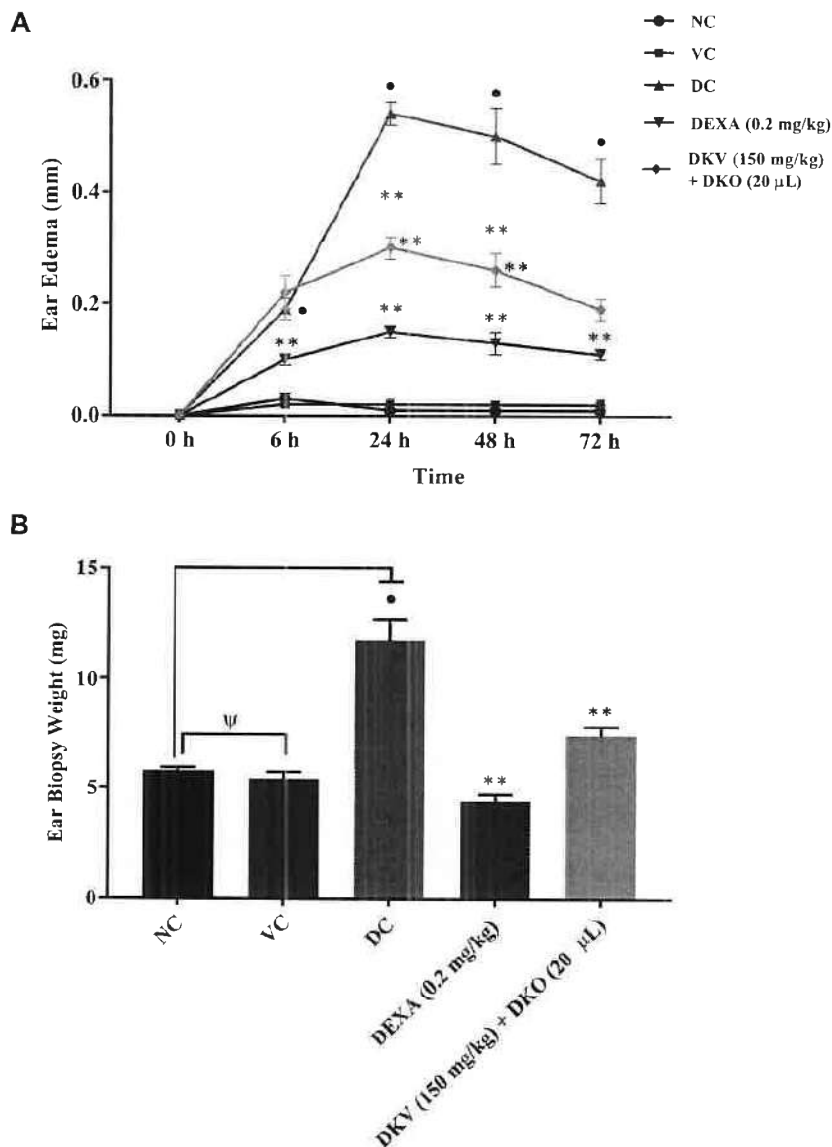 A
NC
VC
DC
DEXA (0.2 mg/kg)
DKV (150 mg/kg)
+ DKO (20 μL)
0.6
0.4
0.2
0.0
Ear Edema (mm)
**
**
**
**
**
**
**
**
0 h
6 h
24 h
48 h
72 h
Time
B
15
10
5
0
Ear Biopsy Weight (mg)
ψ
**
**
NC
VC
DC
DEXA (0.2 mg/kg)
DKV (150 mg/kg) + DKO (20 μL)